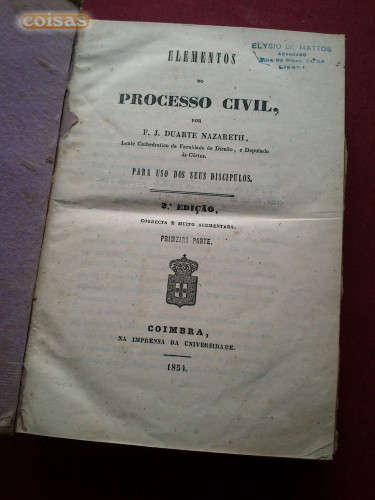 coisas
ELYSIO DE MATTOS
ADVOGADO
ELEMENTOS
DO
PROCESSO CIVIL,
POR
F. J. DUARTE NAZARETH,
Lente Cathedratico da Faculdade de Direito, e Deputado
ás Côrtes.
PARA USO DOS SEUS DISCIPULOS.
2.ª EDIÇÃO,
CORRECTA E MUITO AUGMENTADA.
PRIMEIRA PARTE.
COIMBRA,
NA IMPRENSA DA UNIVERSIDADE.
1854.